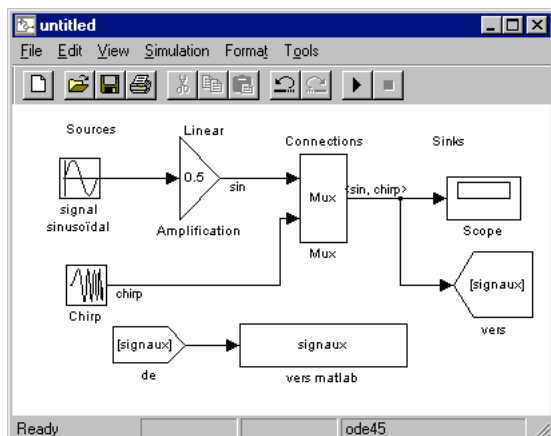 untitled
File Edit View Simulation Format Tools
Sources
Linear
Connections
Sinks
0.5
sin
Mux
<sin, chirp>
signal
sinusoïdal
Amplification
Mux
Scope
chirp
Chirp
[signaux]
vers
[signaux]
de
signaux
vers matlab
Ready
ode45